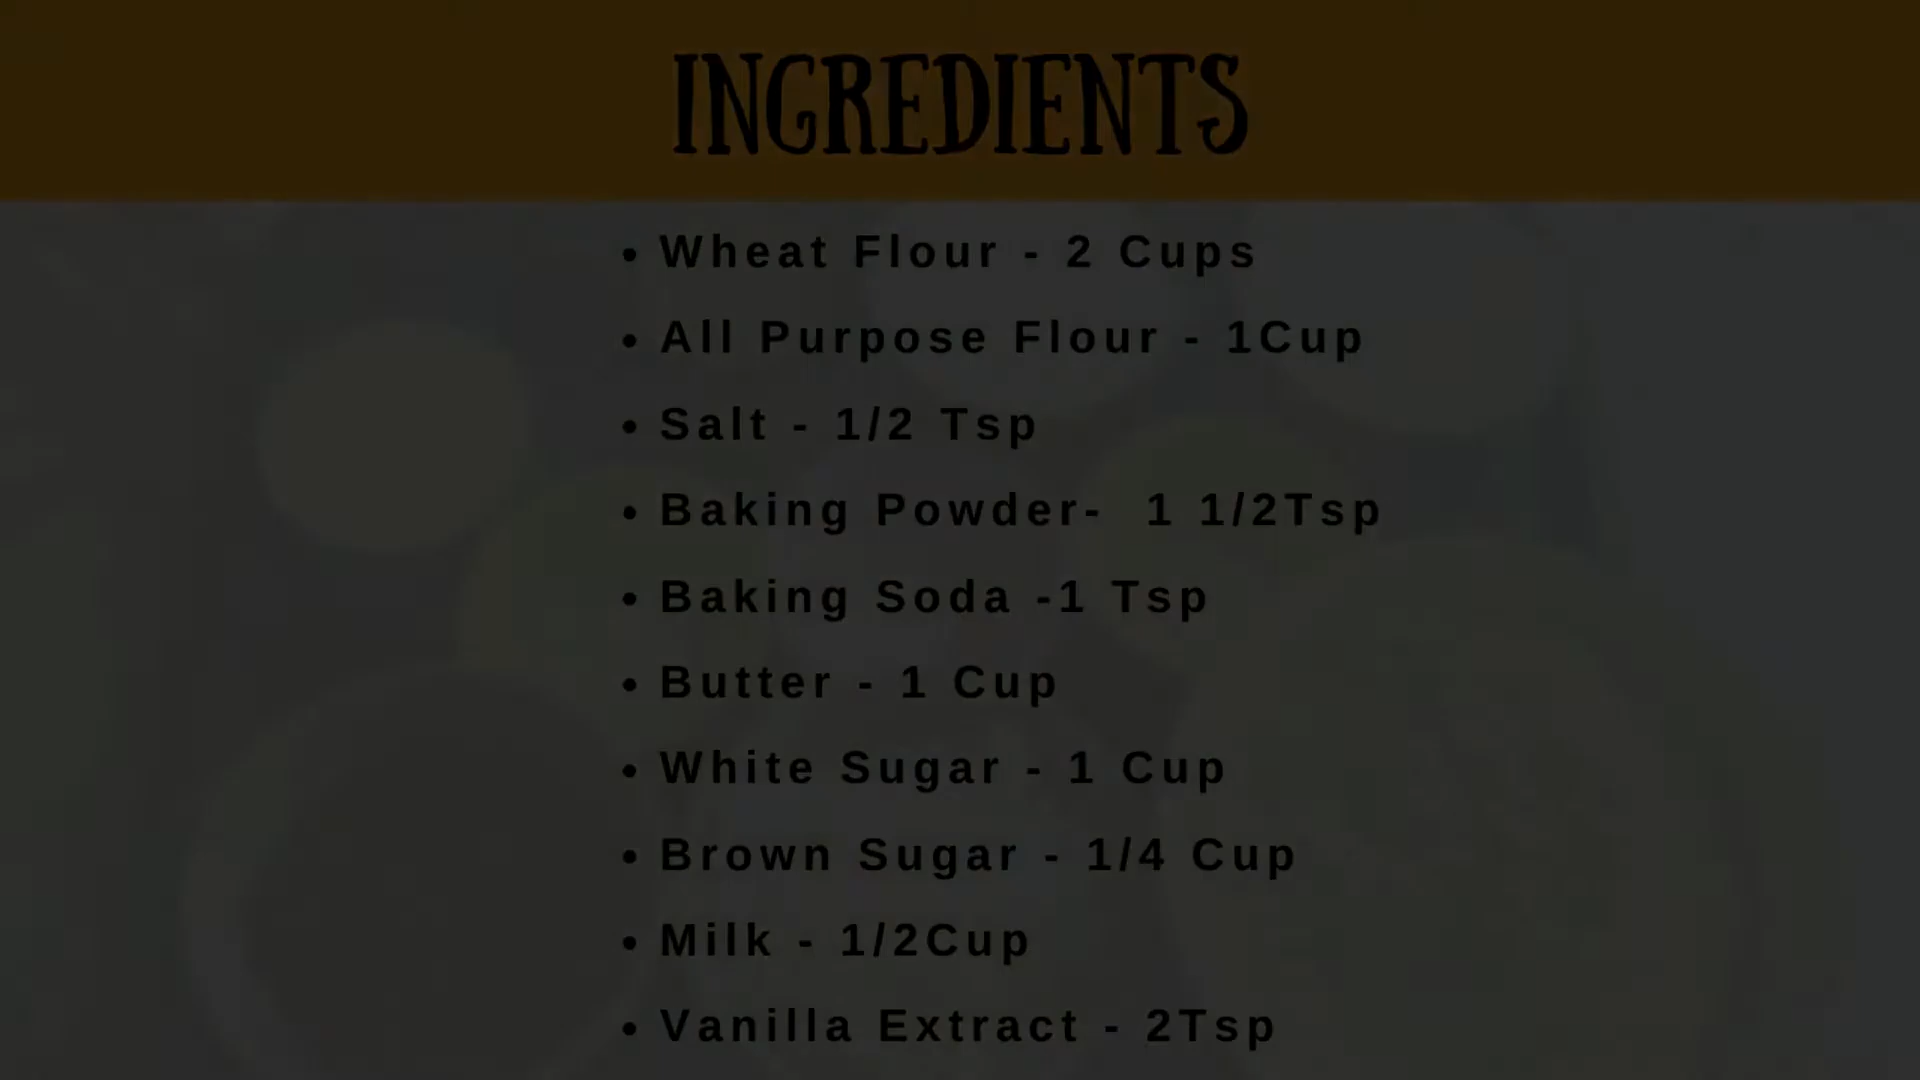 INGREDIENTS
• Wheat Flour - 2 Cups
• All Purpose Flour - 1Cup
• Salt - 1/2 Tsp
• Baking Powder-  1 1/2Tsp
• Baking Soda -1 Tsp
• Butter - 1 Cup
• White Sugar - 1 Cup
• Brown Sugar - 1/4 Cup
• Milk - 1/2Cup
• Vanilla Extract - 2Tsp